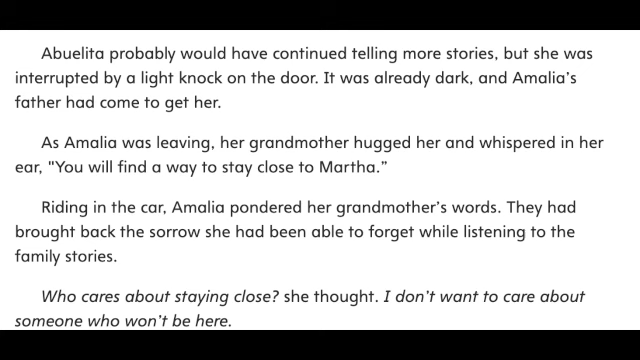 Abuelita probably would have continued telling more stories, but she was
interrupted by a light knock on the door. It was already dark, and Amalia’s
father had come to get her.
As Amalia was leaving, her grandmother hugged her and whispered in her
ear, "You will find a way to stay close to Martha.”
Riding in the car, Amalia pondered her grandmother’s words. They had
brought back the sorrow she had been able to forget while listening to the
family stories.
Who cares about staying close? she thought. I don’t want to care about
someone who won’t be here.